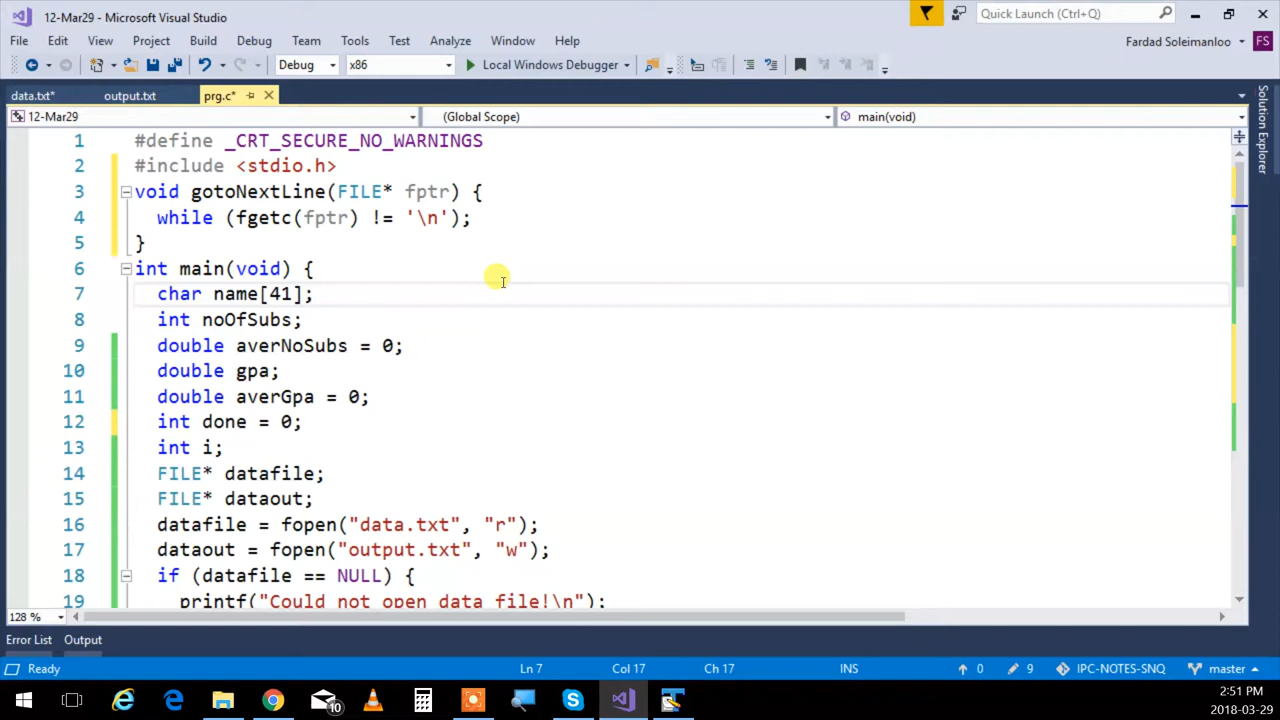 12-Mar29 - Microsoft Visual Studio
Quick Launch (Ctrl+Q)
File Edit View Project Build Debug Team Tools Test Analyze Window Help
Fardad Soleimanloo FS
Debug x86 Local Windows Debugger
data.txt* output.txt prg.c*
12-Mar29 (Global Scope) main(void)
Solution Explorer
1 #define _CRT_SECURE_NO_WARNINGS
2 #include <stdio.h>
3 void gotoNextLine(FILE* fptr) {
4 while (fgetc(fptr) != '\n');
5 }
6 int main(void) {
7 char name[41];
8 int noOfSubs;
9 double averNoSubs = 0;
10 double gpa;
11 double averGpa = 0;
12 int done = 0;
13 int i;
14 FILE* datafile;
15 FILE* dataout;
16 datafile = fopen("data.txt", "r");
17 dataout = fopen("output.txt", "w");
18 if (datafile == NULL) {
19 printf("Could not open data file!\n");
128 %
Error List Output
Ready Ln 7 Col 17 Ch 17 INS 0 9 IPC-NOTES-SNQ master
10
2:51 PM
2018-03-29